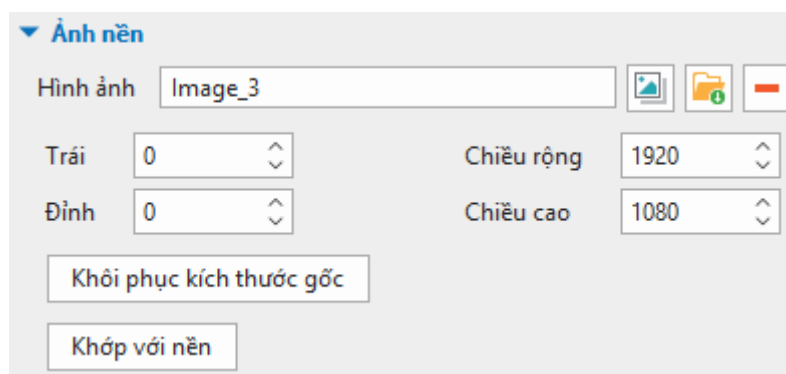 Ảnh nền
Hình ảnh Image_3
Trái 0 Chiều rộng 1920
Đỉnh 0 Chiều cao 1080
Khôi phục kích thước gốc
Khớp với nền